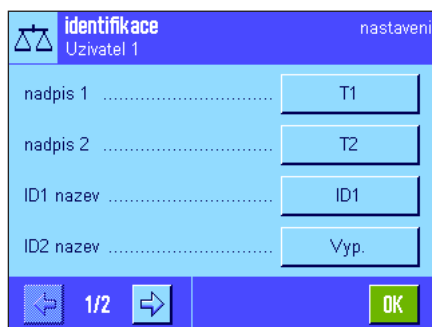 identifikace
nastaveni
Uzivatel 1
nadpis 1 ................................ T1
nadpis 2 ................................ T2
ID1 nazev ............................... ID1
ID2 nazev ............................... Vyp.
1/2
OK